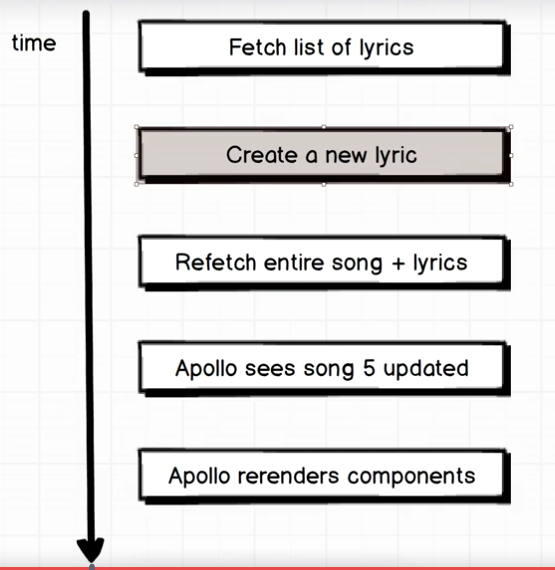 time
Fetch list of lyrics
Create a new lyric
Refetch entire song + lyrics
Apollo sees song 5 updated
Apollo rerenders components